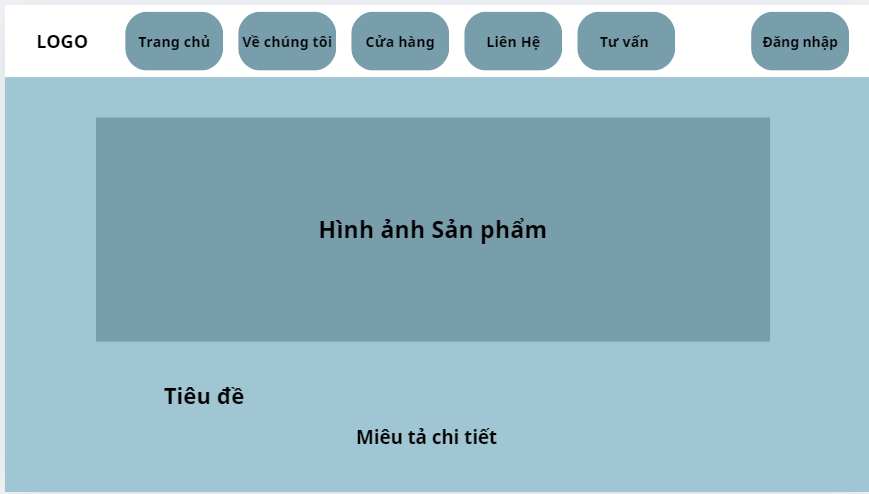 LOGO
Trang chủ
Về chúng tôi
Cửa hàng
Liên Hệ
Tư vấn
Đăng nhập
Hình ảnh Sản phẩm
Tiêu đề
Miêu tả chi tiết